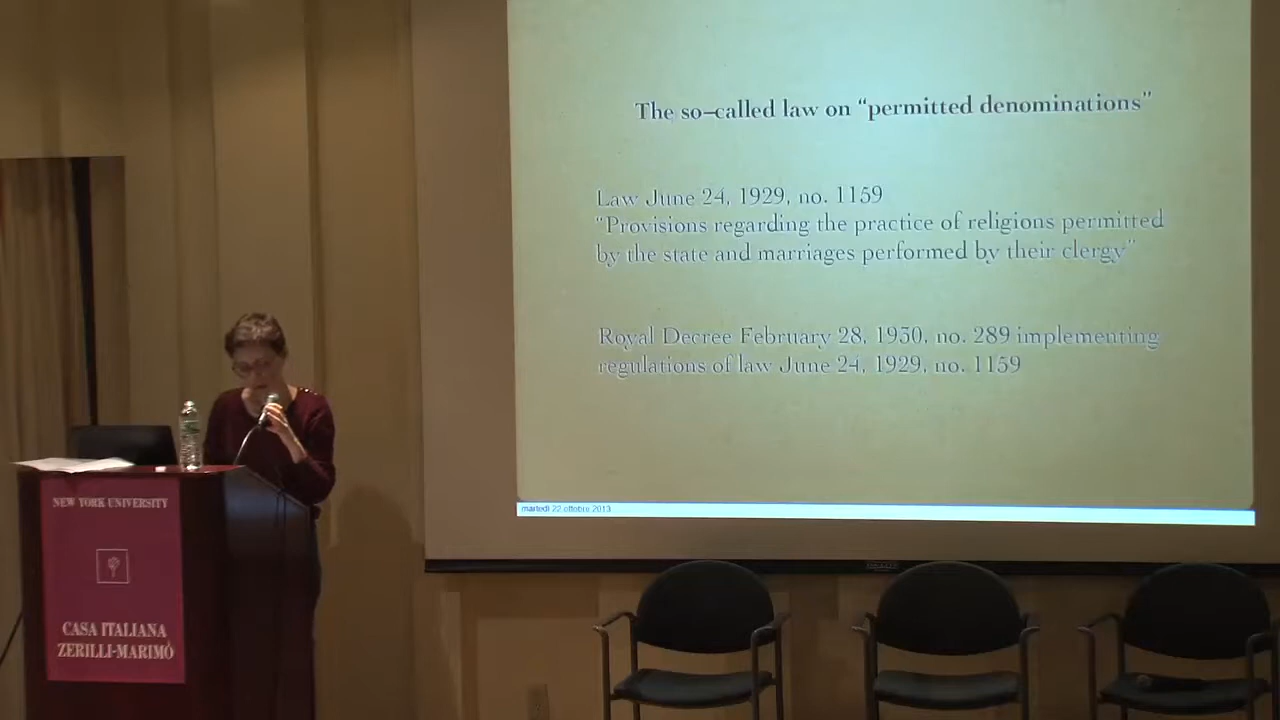 The so-called law on "permitted denominations"
Law June 24, 1929, no. 1159
"Provisions regarding the practice of religions permitted
by the state and marriages performed by their clergy"
Royal Decree February 28, 1930, no. 289 implementing
regulations of law June 24, 1929, no. 1159
martedì 22 ottobre 2013
NEW YORK UNIVERSITY
CASA ITALIANA
ZERILLI-MARIMÒ